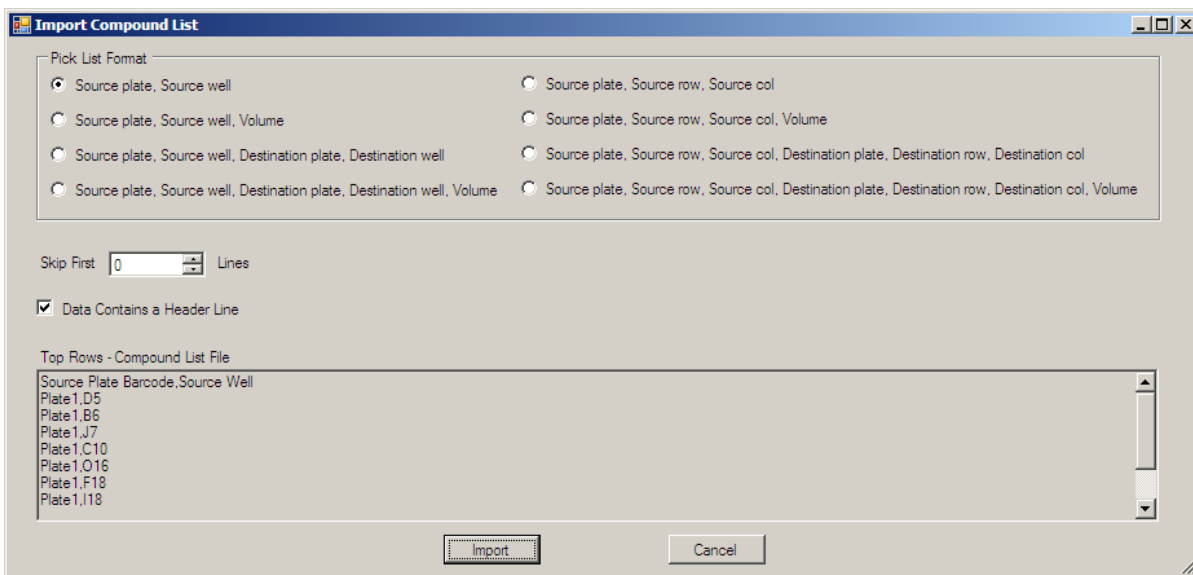 Import Compound List
Pick List Format
Source plate, Source well
Source plate, Source row, Source col
Source plate, Source well, Volume
Source plate, Source row, Source col, Volume
Source plate, Source well, Destination plate, Destination well
Source plate, Source row, Source col, Destination plate, Destination row, Destination col
Source plate, Source well, Destination plate, Destination well, Volume
Source plate, Source row, Source col, Destination plate, Destination row, Destination col, Volume
Skip First 0 Lines
Data Contains a Header Line
Top Rows - Compound List File
Source Plate Barcode,Source Well
Plate1,D5
Plate1,B6
Plate1,J7
Plate1,C10
Plate1,O16
Plate1,F18
Plate1,I18
Import Cancel